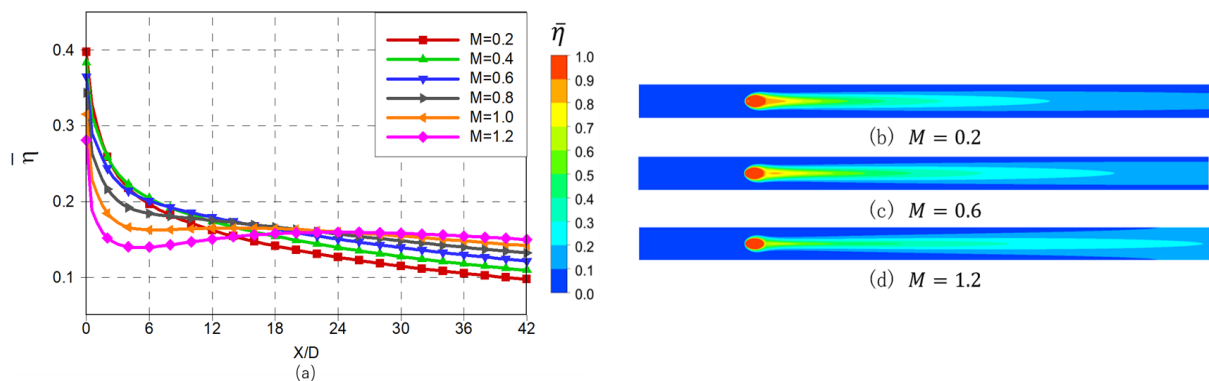 0.4
0.3
0.2
0.1
η̄
0 6 12 18 24 30 36 42
X/D
(a)
M=0.2
M=0.4
M=0.6
M=0.8
M=1.0
M=1.2
η̄
1.0
0.9
0.8
0.7
0.6
0.5
0.4
0.3
0.2
0.1
0.0
(b) M = 0.2
(c) M = 0.6
(d) M = 1.2